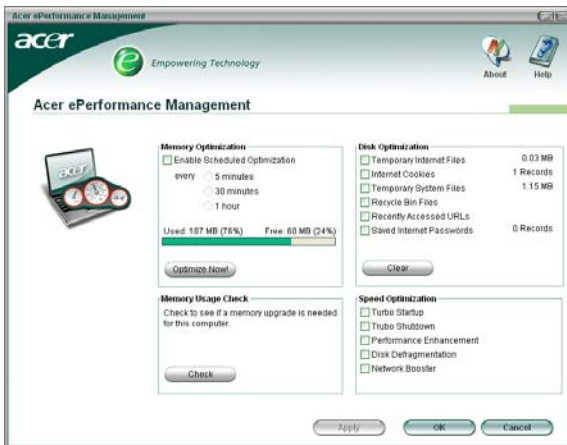 Acer ePerformance Management
acer
e Empowering Technology
About
Help
Acer ePerformance Management
Memory Optimization
Enable Scheduled Optimization
every 5 minutes
30 minutes
1 hour
Used: 187 MB (76%) Free: 60 MB (24%)
Optimize Now!
Disk Optimization
Temporary Internet Files 0.03 MB
Internet Cookies 1 Records
Temporary System Files 1.15 MB
Recycle Bin Files
Recently Accessed URLs
Saved Internet Passwords 0 Records
Clear
Memory Usage Check
Check to see if a memory upgrade is needed
for this computer.
Check
Speed Optimization
Turbo Startup
Trubo Shutdown
Performance Enhancement
Disk Defragmentation
Network Booster
Apply
OK
Cancel